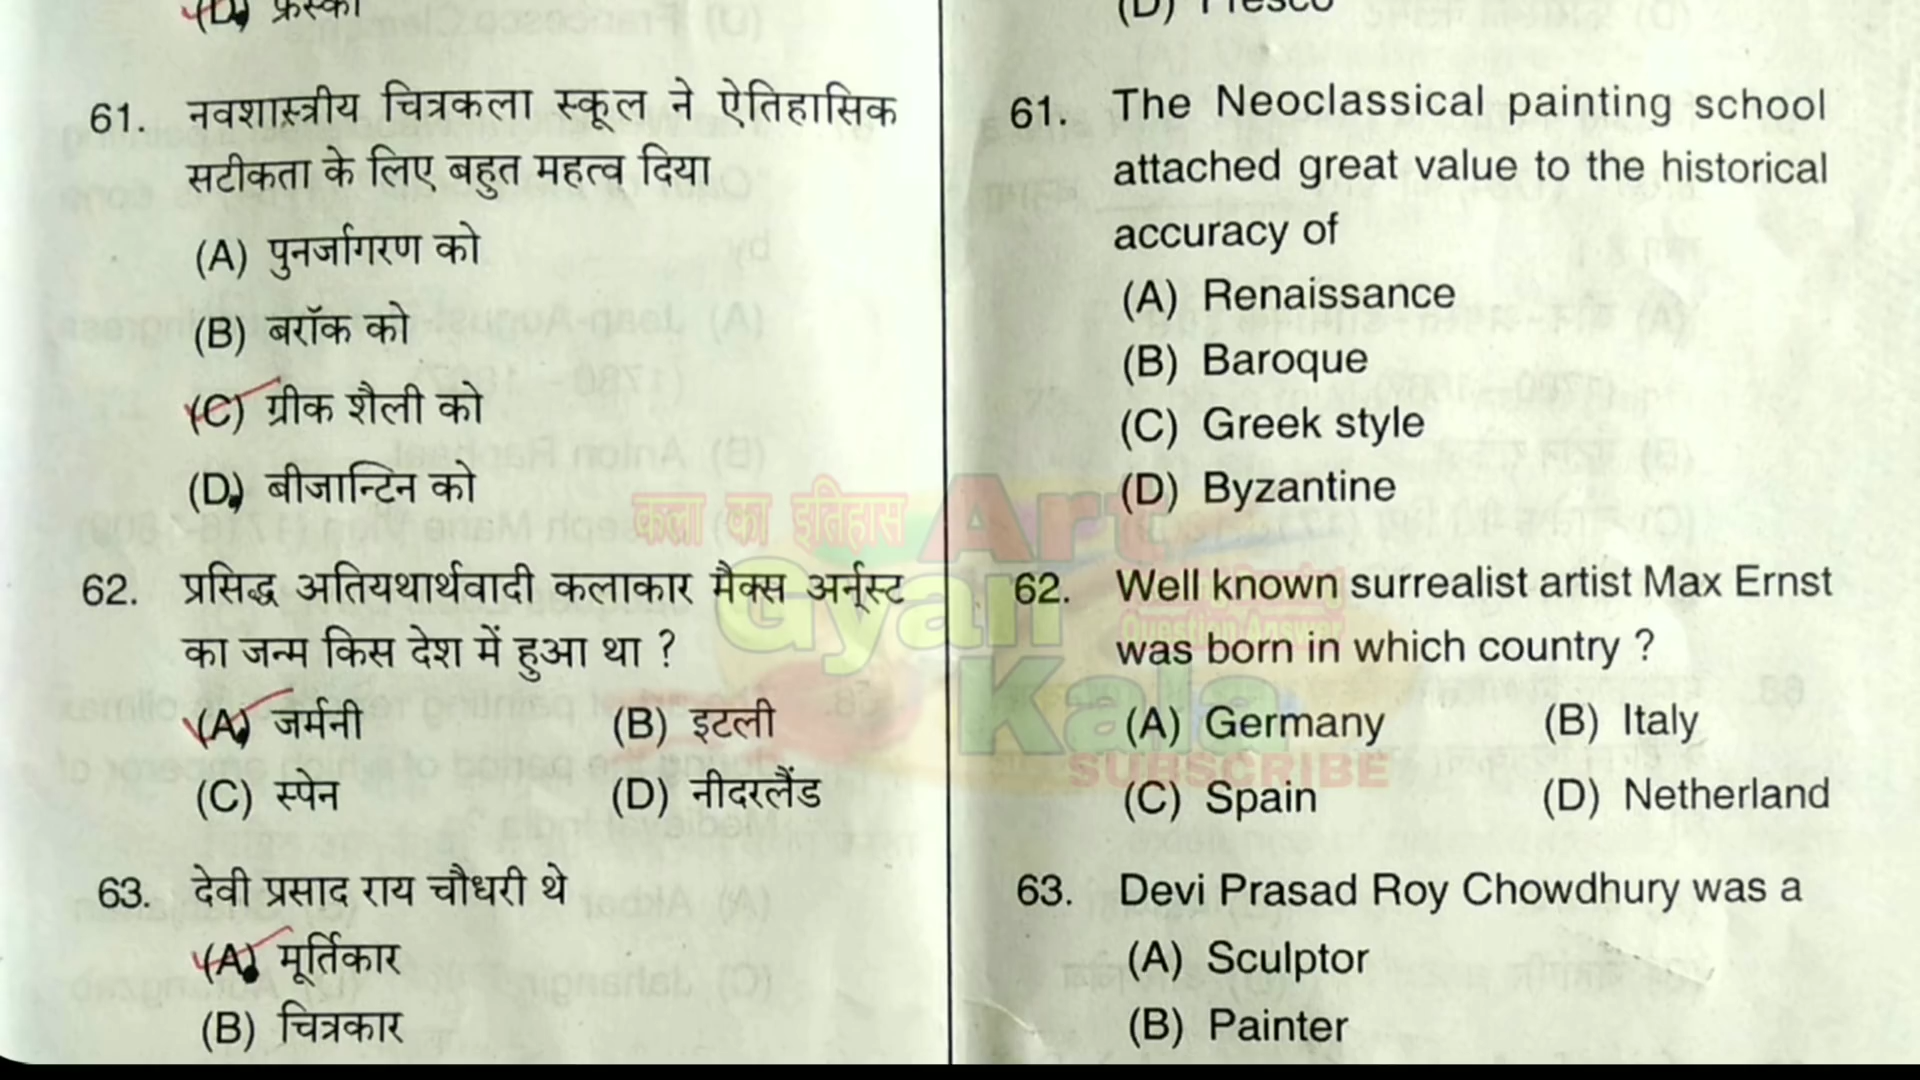 (D) फ्रेस्को
61. नवशास्त्रीय चित्रकला स्कूल ने ऐतिहासिक
सटीकता के लिए बहुत महत्व दिया
(A) पुनर्जागरण को
(B) बरॉक को
(C) ग्रीक शैली को
(D) बीजान्टिन को
62. प्रसिद्ध अतियथार्थवादी कलाकार मैक्स अर्न्स्ट
का जन्म किस देश में हुआ था ?
(A) जर्मनी (B) इटली
(C) स्पेन (D) नीदरलैंड
63. देवी प्रसाद राय चौधरी थे
(A) मूर्तिकार
(B) चित्रकार
(D) Fresco
61. The Neoclassical painting school
attached great value to the historical
accuracy of
(A) Renaissance
(B) Baroque
(C) Greek style
(D) Byzantine
62. Well known surrealist artist Max Ernst
was born in which country ?
(A) Germany (B) Italy
(C) Spain (D) Netherland
63. Devi Prasad Roy Chowdhury was a
(A) Sculptor
(B) Painter
कला का इतिहास
Art
Gyan
Question Answer
Kala
SUBSCRIBE